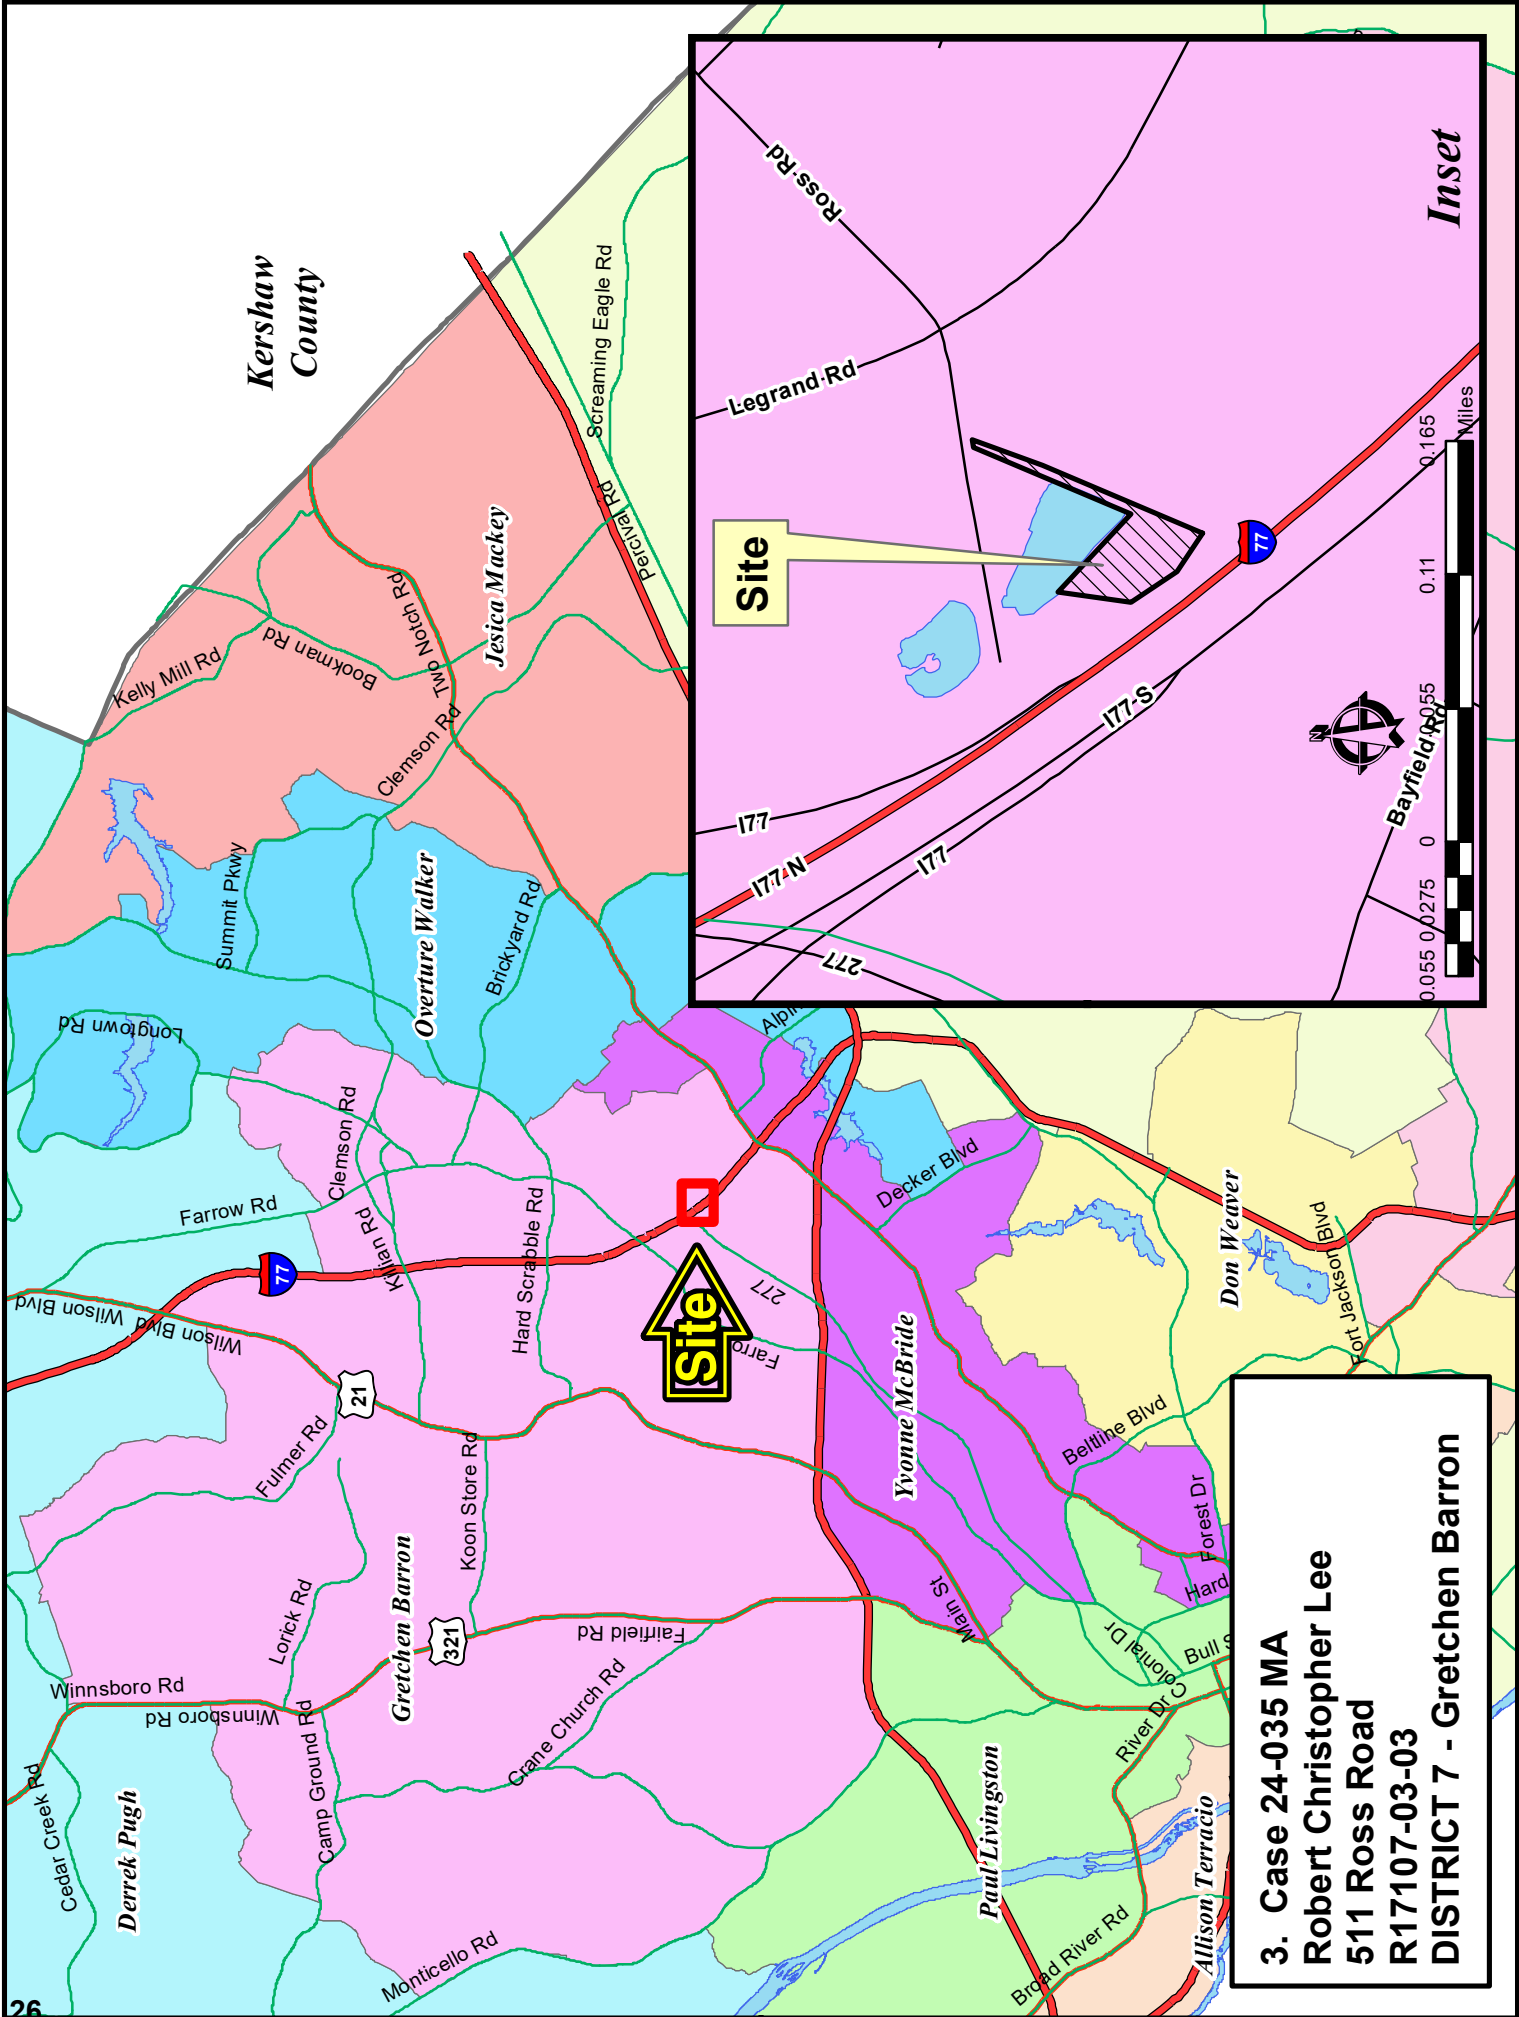 26
Kershaw
County
Derrek Pugh
Gretchen Barron
Overture Walker
Jesica Mackey
Yvonne McBride
Paul Livingston
Don Weaver
Allison Terracio
Cedar Creek Rd
Winnsboro Rd
Winnsboro Rd
Camp Ground Rd
Lorick Rd
Fulmer Rd
Wilson Blvd
Wilson Blvd
Wilson Blvd
Farrow Rd
Longtown Rd
Summit Pkwy
Kelly Mill Rd
Bookman Rd
Two Notch Rd
Clemson Rd
Clemson Rd
Killian Rd
Brickyard Rd
Hard Scrabble Rd
Koon Store Rd
Fairfield Rd
Crane Church Rd
Monticello Rd
Screaming Eagle Rd
Percival Rd
77
21
321
Site
277
Farro
Alpin
Decker Blvd
Main St
Beltline Blvd
Forest Dr
Hard
Colonial Dr
Bull S
River Dr
Broad River Rd
Fort Jackson Blvd
Inset
Site
Ross Rd
Legrand Rd
I77
I77 N
I77
I77-S
277
77
Bayfield Rd
N
0.055 0.0275 0 0.055 0.11 0.165
Miles
3. Case 24-035 MA
Robert Christopher Lee
511 Ross Road
R17107-03-03
DISTRICT 7 - Gretchen Barron